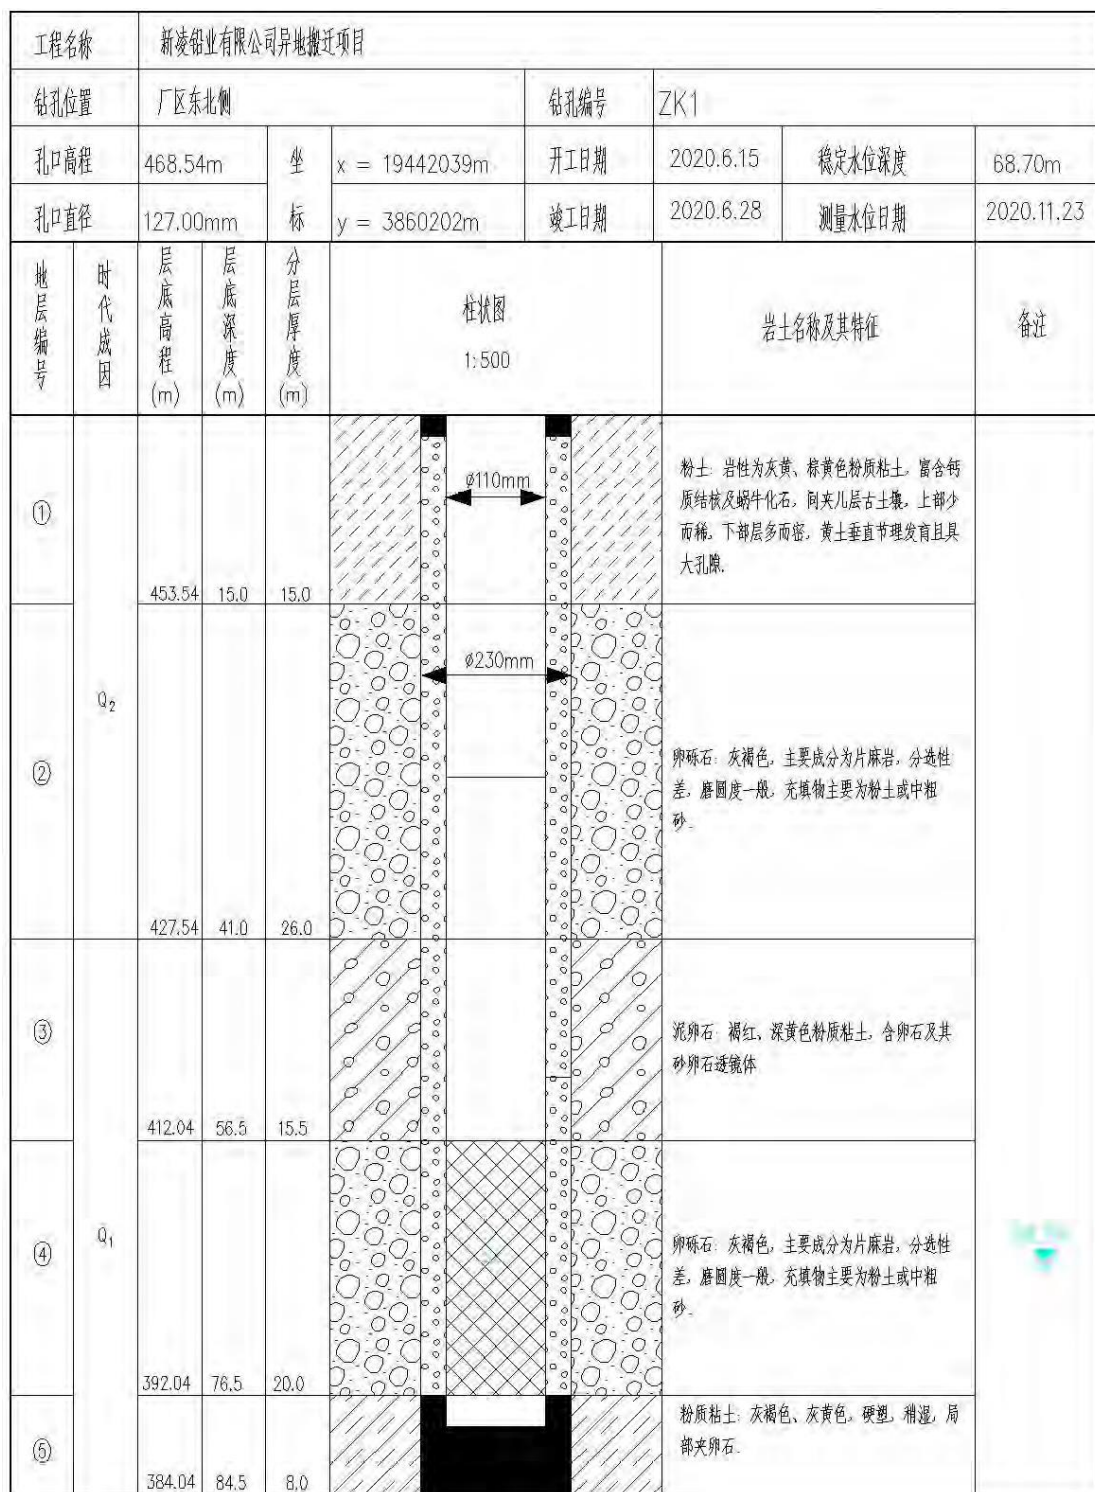 工程名称 新凌铅业有限公司异地搬迁项目
钻孔位置 厂区东北侧 钻孔编号 ZK1
孔口高程 468.54m 坐 x = 19442039m 开工日期 2020.6.15 稳定水位深度 68.70m
孔口直径 127.00mm 标 y = 3860202m 竣工日期 2020.6.28 测量水位日期 2020.11.23
地层编号 时代成因 层底高程(m) 层底深度(m) 分层厚度(m) 柱状图 岩土名称及其特征 备注
1:500
粉土: 岩性为灰黄、棕黄色粉质粘土, 富含钙
ø110mm
① 质结核及蜗牛化石, 间夹几层古土壤, 上部少
而稀, 下部层多而密, 黄土垂直节理发育且具
大孔隙.
453.54 15.0 15.0
ø230mm
Q2
卵砾石: 灰褐色, 主要成分为片麻岩, 分选性
② 差, 磨圆度一般, 充填物主要为粉土或中粗
砂.
427.54 41.0 26.0
③ 泥卵石: 褐红、深黄色粉质粘土, 含卵石及其
砂卵石透镜体
412.04 56.5 15.5
Q1
卵砾石: 灰褐色, 主要成分为片麻岩, 分选性
④ 差, 磨圆度一般, 充填物主要为粉土或中粗
砂.
392.04 76.5 20.0
粉质粘土: 灰褐色、灰黄色, 硬塑, 稍湿, 局
⑤ 部夹卵石.
384.04 84.5 8.0